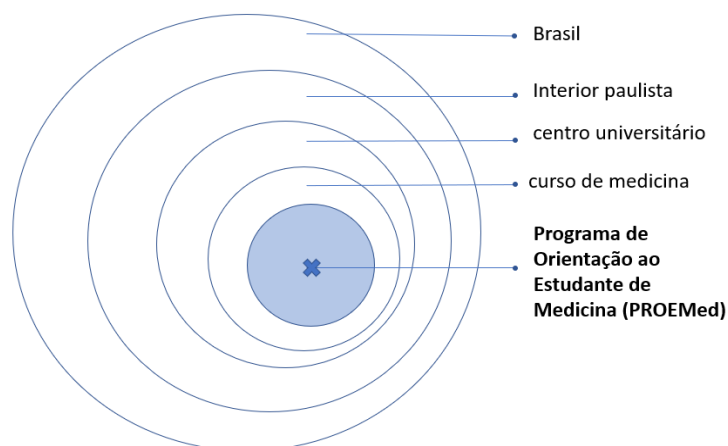 Brasil
Interior paulista
centro universitário
curso de medicina
Programa de
Orientação ao
Estudante de
Medicina (PROEMed)